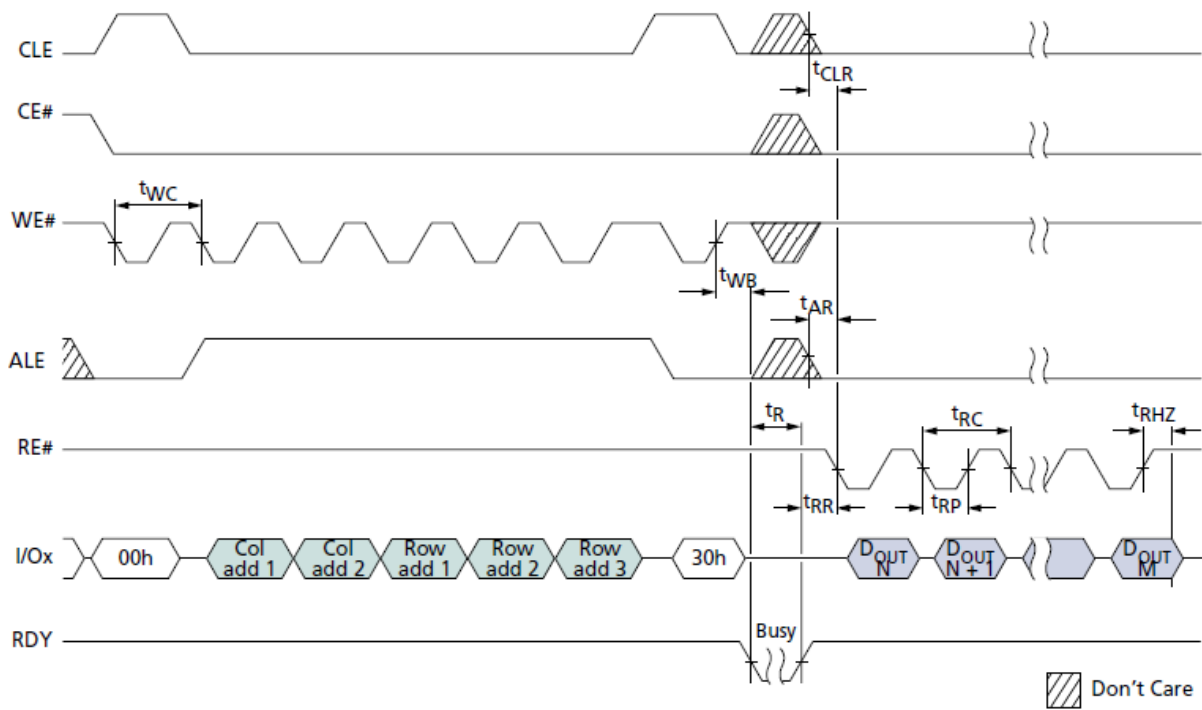 CLE
tCLR
CE#
tWC
WE#
tWB
tAR
ALE
tR
tRC
tRHZ
RE#
tRR
tRP
I/Ox
00h
Col
add 1
Col
add 2
Row
add 1
Row
add 2
Row
add 3
30h
DOUT
N
DOUT
N + 1
DOUT
M
RDY
Busy
Don't Care